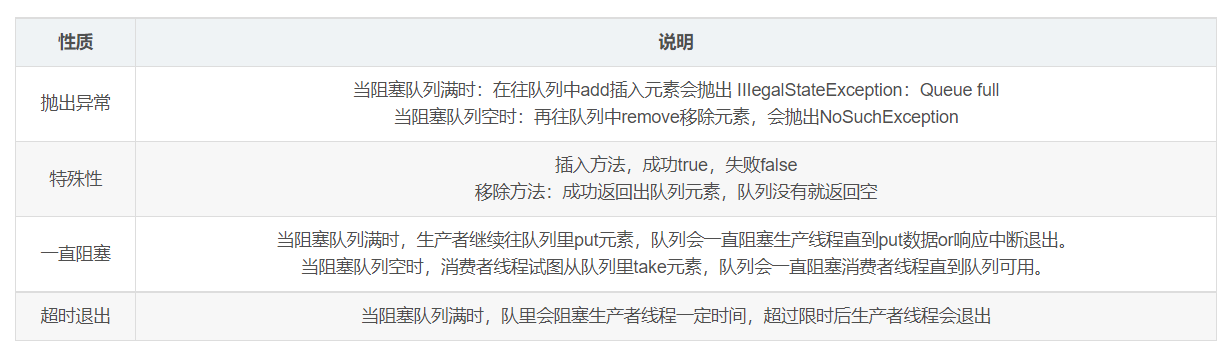 性质 说明
抛出异常
当阻塞队列满时：在往队列中add插入元素会抛出 IIIegalStateException：Queue full
当阻塞队列空时：再往队列中remove移除元素，会抛出NoSuchException
特殊性
插入方法，成功true，失败false
移除方法：成功返回出队列元素，队列没有就返回空
一直阻塞
当阻塞队列满时，生产者继续往队列里put元素，队列会一直阻塞生产线程直到put数据or响应中断退出。
当阻塞队列空时，消费者线程试图从队列里take元素，队列会一直阻塞消费者线程直到队列可用。
超时退出
当阻塞队列满时，队里会阻塞生产者线程一定时间，超过限时后生产者线程会退出